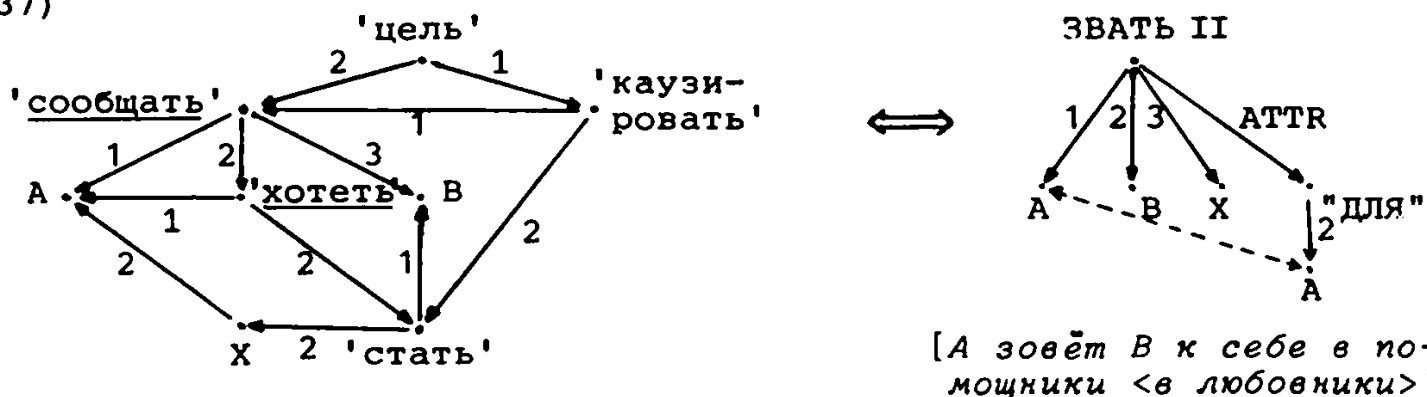 37)
'цель'
ЗВАТЬ II
2 1
'каузи-
'сообщать'
ровать'
1
1 2 3 ATTR
1 2 3
A 'хотеть' B
A B X "ДЛЯ"
1 2 2
2 2 1
A
X 2 'стать'
[A зовёт B к себе в по-
мощники <в любовники>